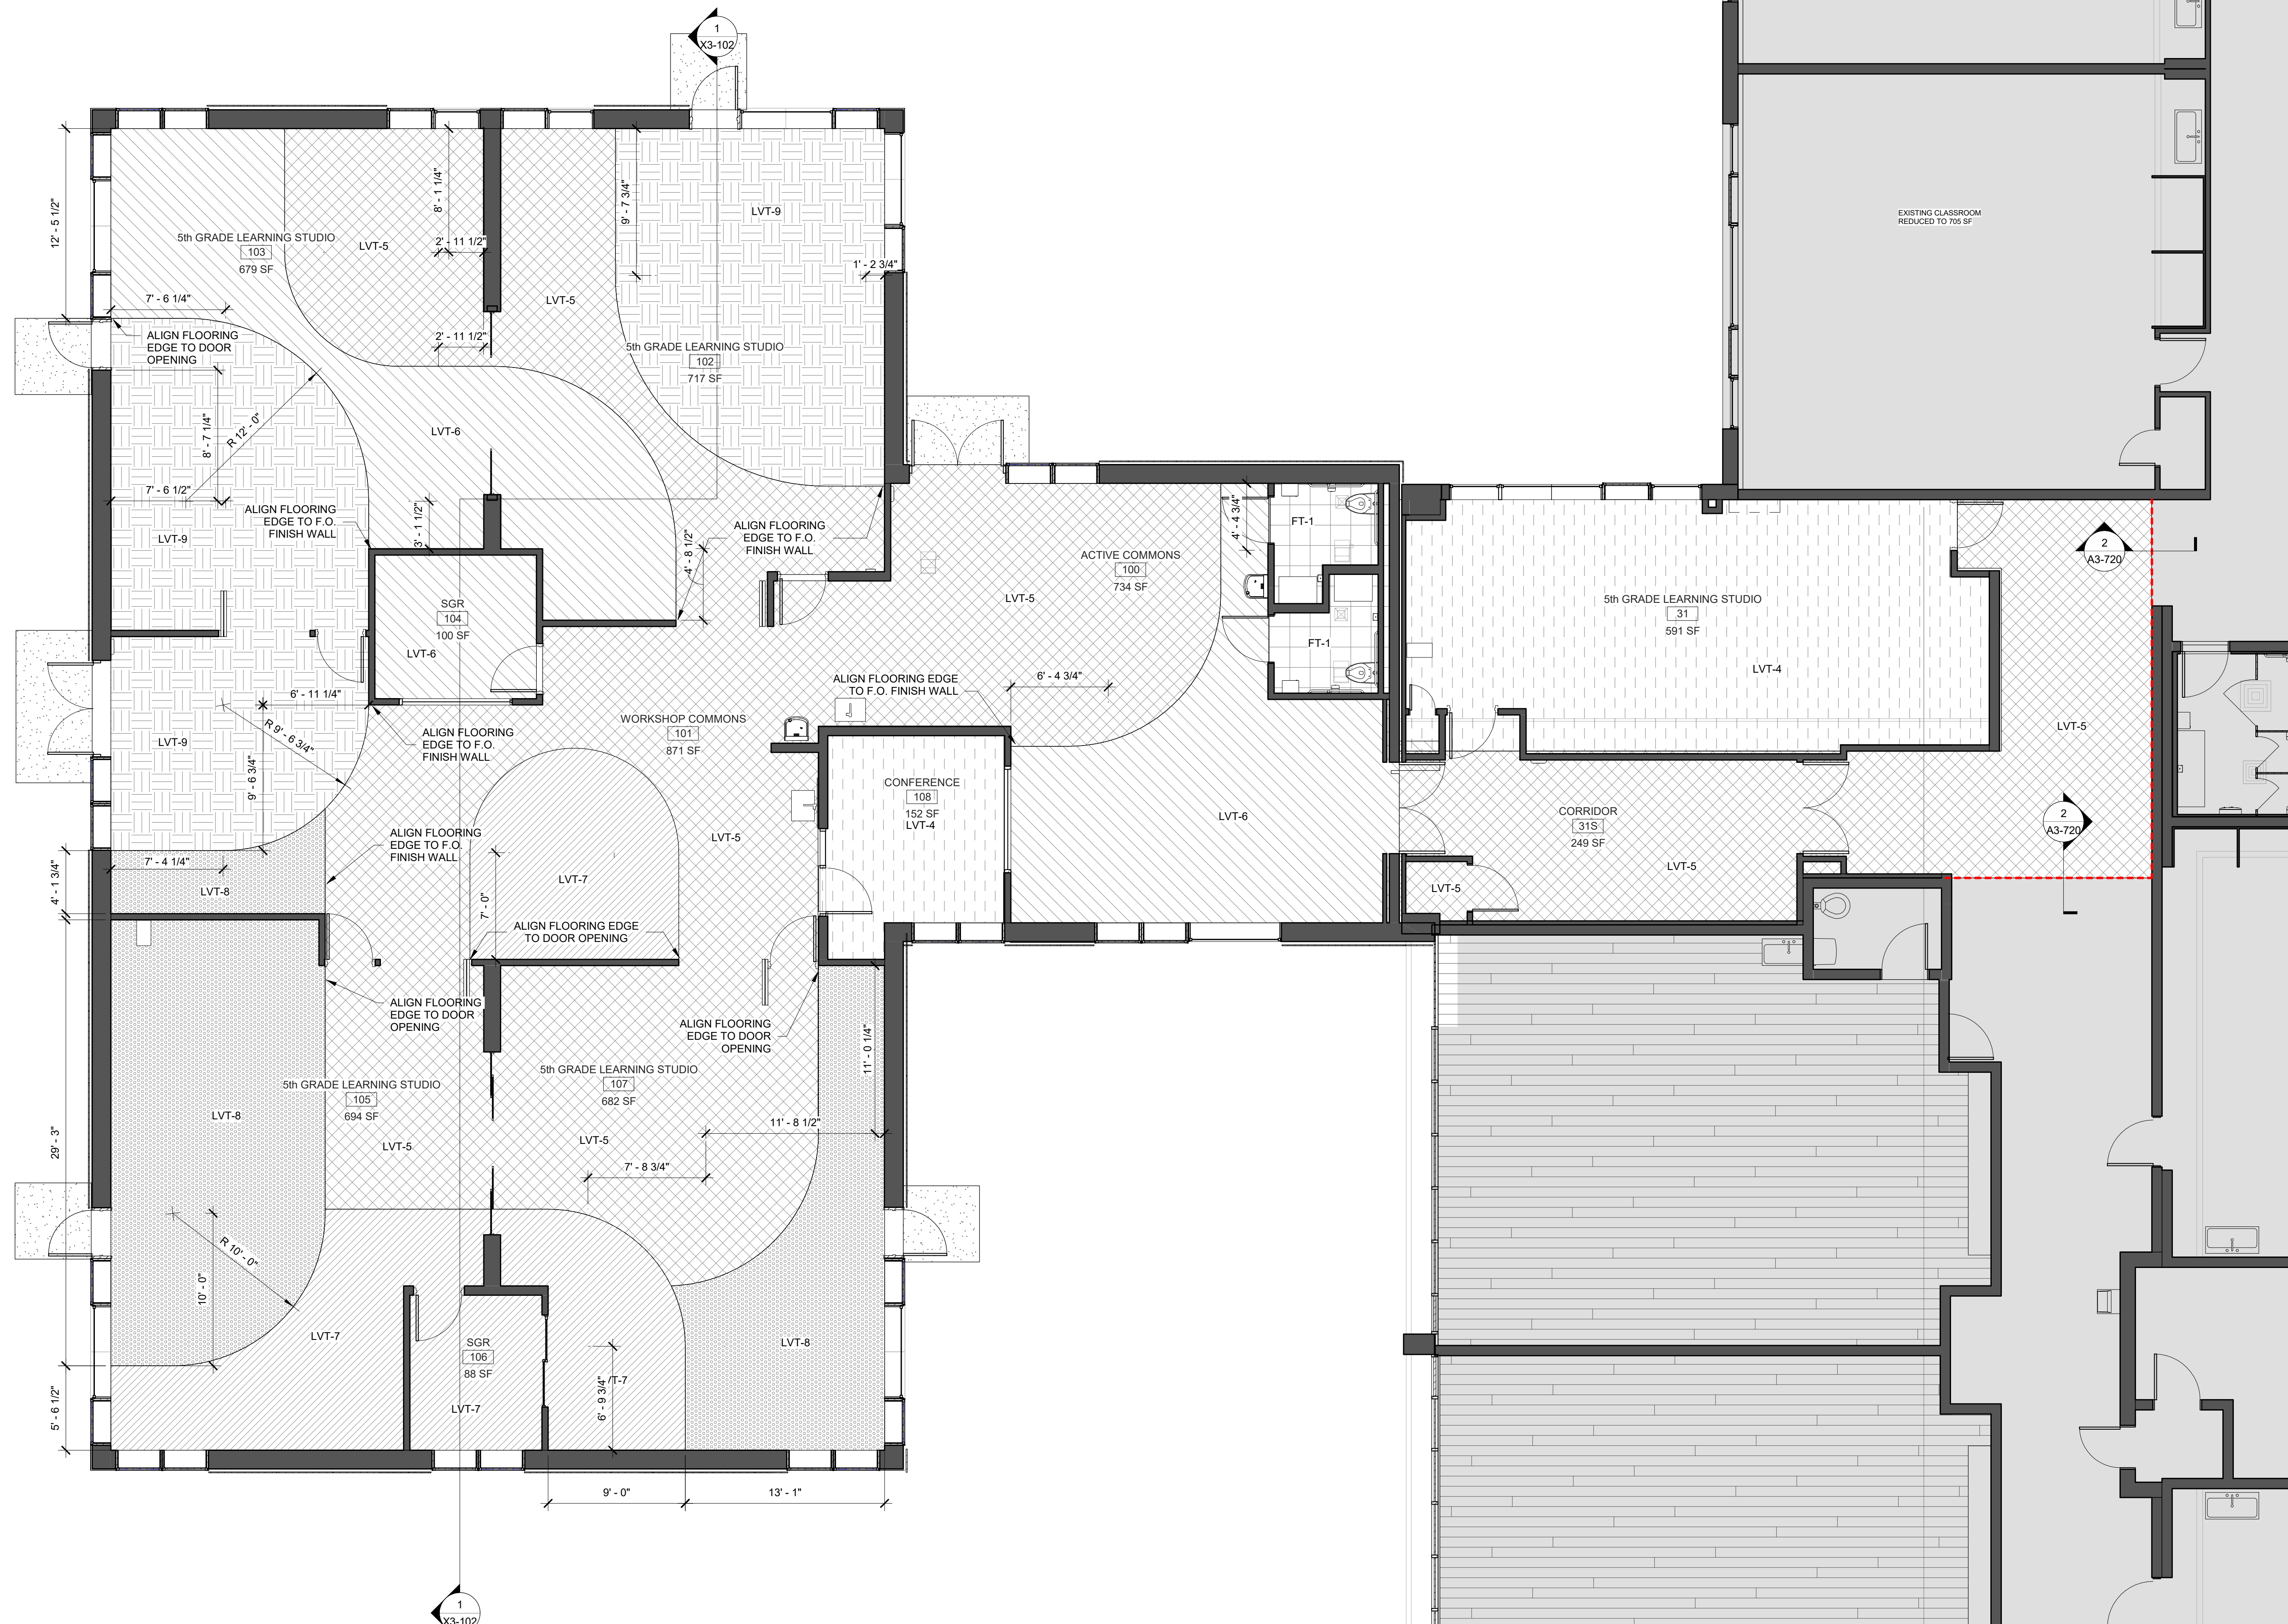 1
X3-102
EXISTING CLASSROOM
REDUCED TO 705 SF
12' - 5 1/2"
8' - 1 1/4"
9' - 7 3/4"
LVT-9
5th GRADE LEARNING STUDIO
103
679 SF
LVT-5
2' - 11 1/2"
1' - 2 3/4"
7' - 6 1/4"
LVT-5
ALIGN FLOORING
EDGE TO DOOR
OPENING
2' - 11 1/2"
5th GRADE LEARNING STUDIO
102
717 SF
R 12' - 0"
8' - 7 1/4"
LVT-6
7' - 6 1/2"
ALIGN FLOORING
EDGE TO F.O.
FINISH WALL
3' - 1 1/2"
LVT-9
ALIGN FLOORING
EDGE TO F.O.
FINISH WALL
4' - 8 1/2"
ACTIVE COMMONS
100
734 SF
LVT-5
4' - 4 3/4"
FT-1
FT-1
2
A3-720
5th GRADE LEARNING STUDIO
31
591 SF
LVT-4
LVT-5
SGR
104
100 SF
LVT-6
6' - 11 1/4"
R 9' - 6 3/4"
9' - 6 3/4"
LVT-9
ALIGN FLOORING
EDGE TO F.O.
FINISH WALL
WORKSHOP COMMONS
101
871 SF
ALIGN FLOORING EDGE
TO F.O. FINISH WALL
6' - 4 3/4"
CONFERENCE
108
152 SF
LVT-4
LVT-6
CORRIDOR
31S
249 SF
LVT-5
LVT-5
2
A3-720
ALIGN FLOORING
EDGE TO F.O.
FINISH WALL
LVT-5
7' - 4 1/4"
4' - 1 3/4"
LVT-8
LVT-7
7' - 0"
ALIGN FLOORING EDGE
TO DOOR OPENING
ALIGN FLOORING
EDGE TO DOOR
OPENING
ALIGN FLOORING
EDGE TO DOOR
OPENING
11' - 0 1/4"
5th GRADE LEARNING STUDIO
105
694 SF
5th GRADE LEARNING STUDIO
107
682 SF
LVT-8
29' - 3"
LVT-5
LVT-5
11' - 8 1/2"
7' - 8 3/4"
R 10' - 0"
10' - 0"
LVT-7
SGR
106
88 SF
LVT-7
6' - 9 3/4"
T-7
LVT-8
5' - 6 1/2"
9' - 0"
13' - 1"
1
X3-102